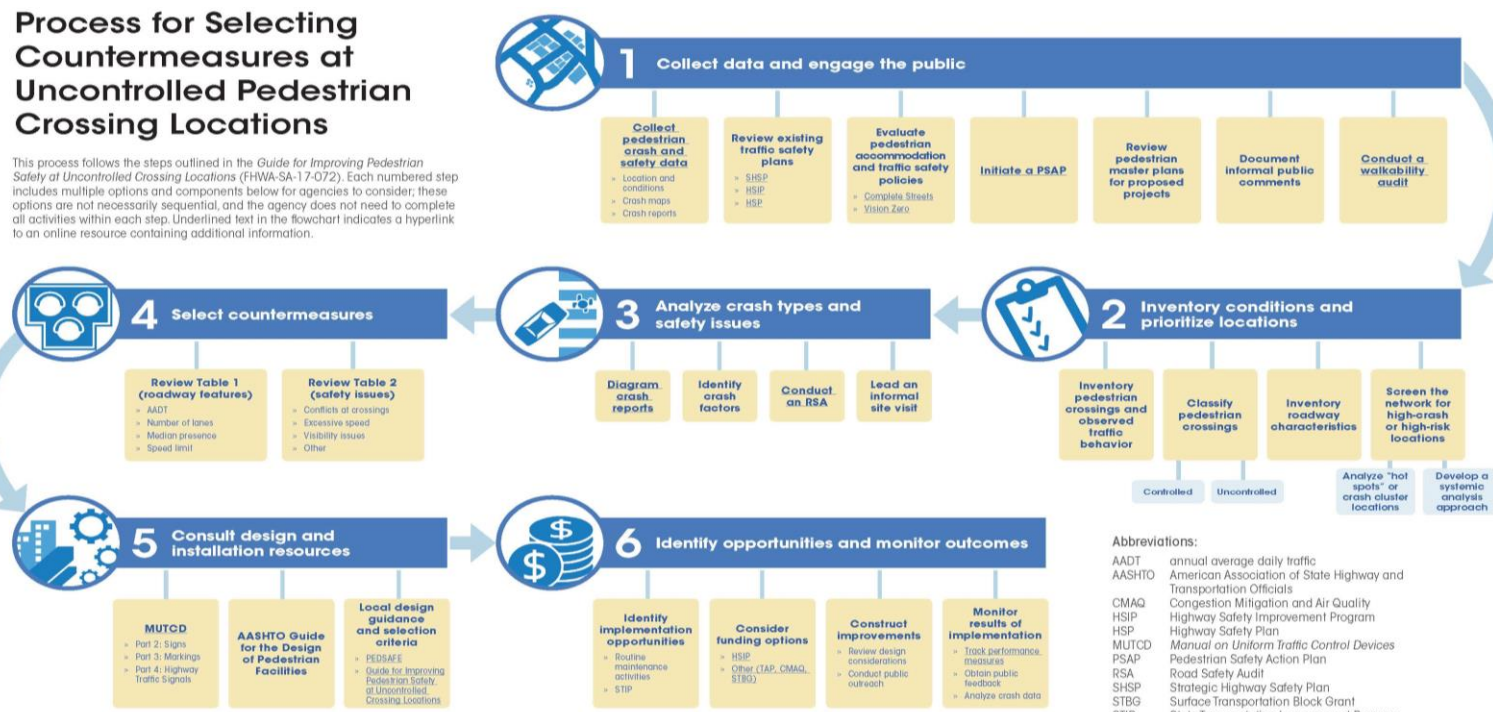 Process for Selecting
Countermeasures at
Uncontrolled Pedestrian
Crossing Locations
This process follows the steps outlined in the Guide for Improving Pedestrian
Safety at Uncontrolled Crossing Locations (FHWA-SA-17-072). Each numbered step
includes multiple options and components below for agencies to consider; these
options are not necessarily sequential, and the agency does not need to complete
all activities within each step. Underlined text in the flowchart indicates a hyperlink
to an online resource containing additional information.
1 Collect data and engage the public
Collect
pedestrian
crash and
safety data
» Location and
conditions
» Crash maps
» Crash reports
Review existing
traffic safety
plans
» SHSP
» HSIP
» HSP
Evaluate
pedestrian
accommodation
and traffic safety
policies
» Complete Streets
» Vision Zero
Initiate a PSAP
Review
pedestrian
master plans
for proposed
projects
Document
informal public
comments
Conduct a
walkability
audit
2 Inventory conditions and
prioritize locations
Inventory
pedestrian
crossings and
observed
traffic
behavior
Classify
pedestrian
crossings
Controlled
Uncontrolled
Inventory
roadway
characteristics
Screen the
network for
high-crash
or high-risk
locations
Analyze "hot
spots" or
crash cluster
locations
Develop a
systemic
analysis
approach
3 Analyze crash types and
safety issues
Diagram
crash
reports
Identify
crash
factors
Conduct
an RSA
Lead an
informal
site visit
4 Select countermeasures
Review Table 1
(roadway features)
» AADT
» Number of lanes
» Median presence
» Speed limit
Review Table 2
(safety issues)
» Conflicts at crossings
» Excessive speed
» Visibility issues
» Other
5 Consult design and
installation resources
MUTCD
» Part 2: Signs
» Part 3: Markings
» Part 4: Highway
Traffic Signals
AASHTO Guide
for the Design
of Pedestrian
Facilities
Local design
guidance
and selection
criteria
» PEDSAFE
» Guide for Improving
Pedestrian Safety
at Uncontrolled
Crossing Locations
6 Identify opportunities and monitor outcomes
$
$
Identify
implementation
opportunities
» Routine
maintenance
activities
» STIP
Consider
funding options
» HSIP
» Other (TAP, CMAQ,
STBG)
Construct
improvements
» Review design
considerations
» Conduct public
outreach
Monitor
results of
implementation
» Track performance
measures
» Obtain public
feedback
» Analyze crash data
Abbreviations:
AADT annual average daily traffic
AASHTO American Association of State Highway and
Transportation Officials
CMAQ Congestion Mitigation and Air Quality
HSIP Highway Safety Improvement Program
HSP Highway Safety Plan
MUTCD Manual on Uniform Traffic Control Devices
PSAP Pedestrian Safety Action Plan
RSA Road Safety Audit
SHSP Strategic Highway Safety Plan
STBG Surface Transportation Block Grant